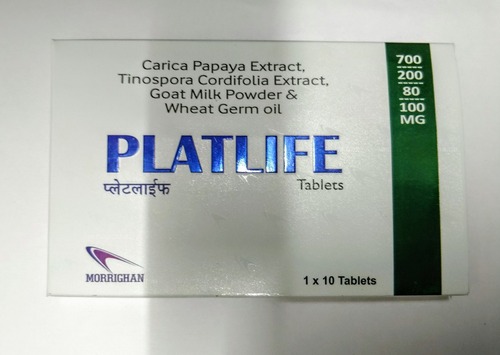 Carica Papaya Extract,
Tinospora Cordifolia Extract,
Goat Milk Powder &
Wheat Germ oil
700
200
80
100
MG
PLATLIFE
Tablets
प्लेटलाईफ
MORRIGHAN
1 x 10 Tablets